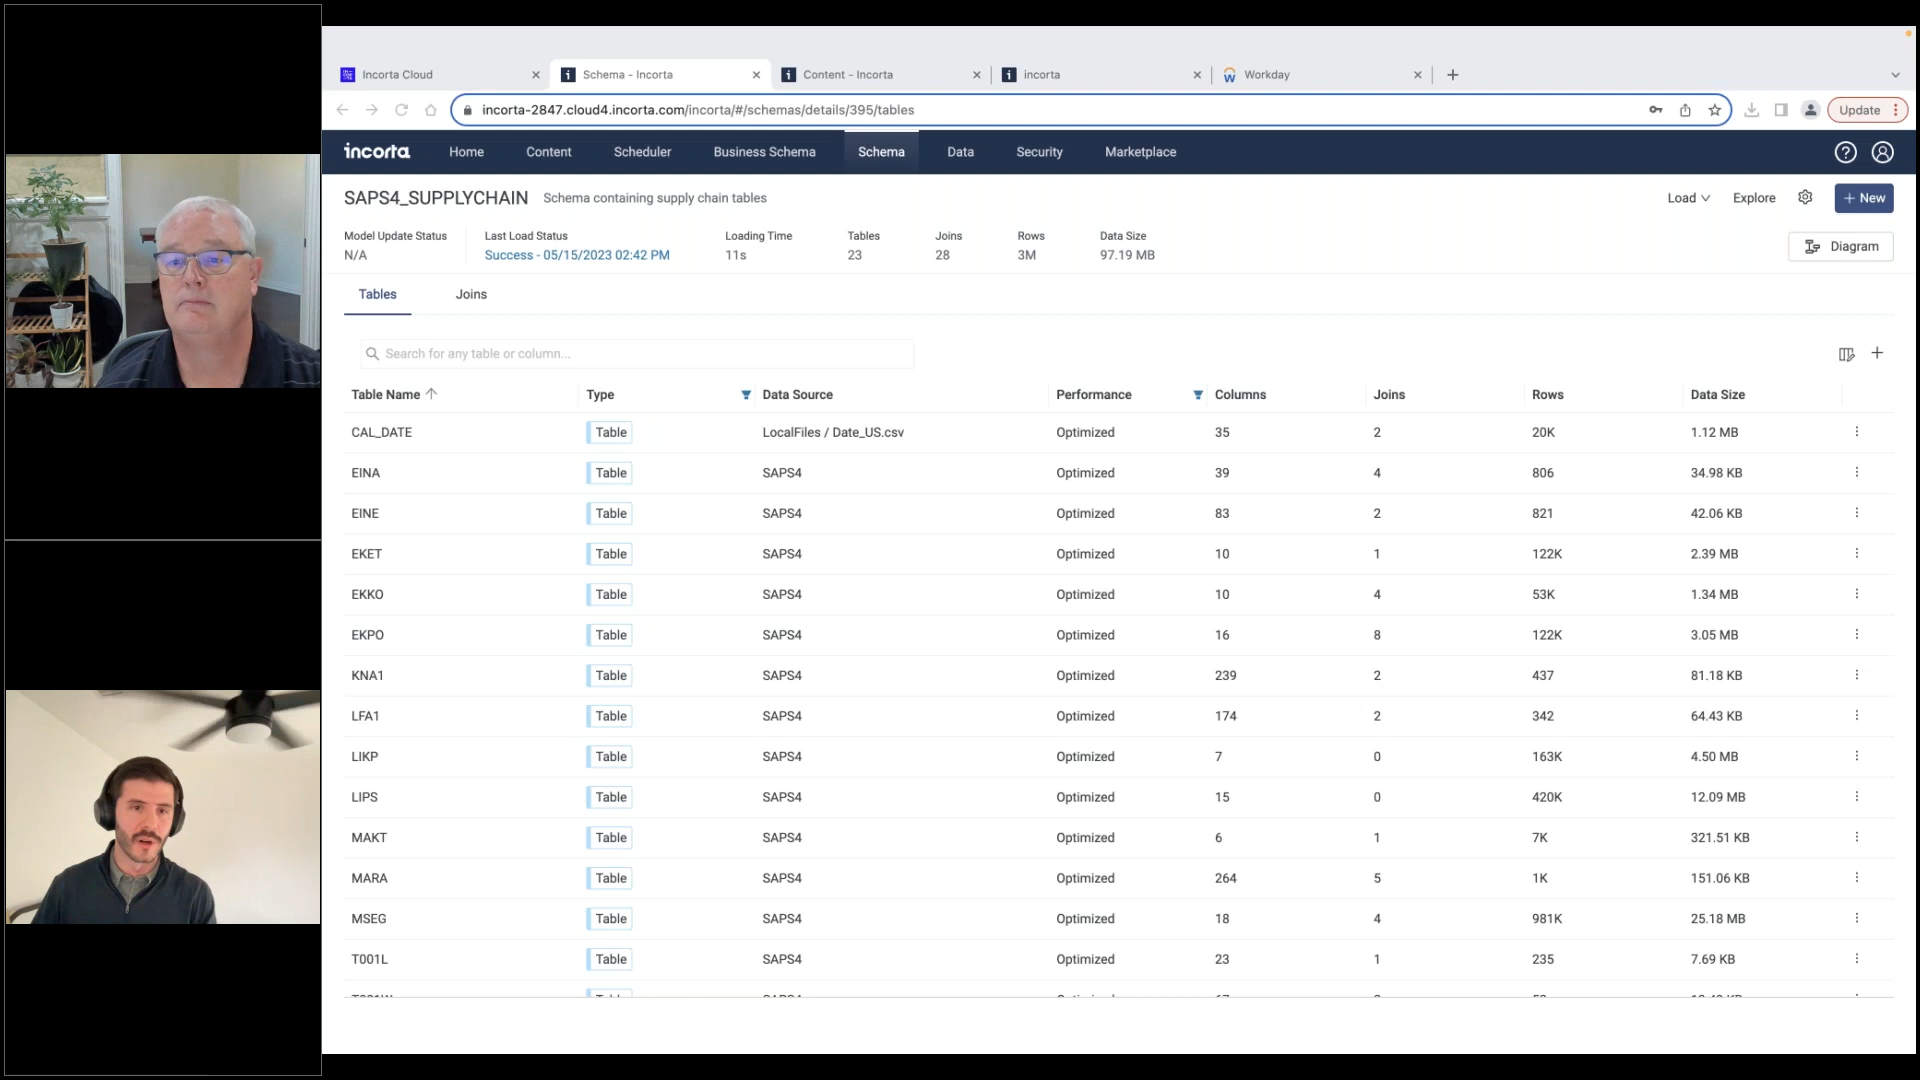 Incorta Cloud
Schema - Incorta
Content - Incorta
incorta
Workday
incorta-2847.cloud4.incorta.com/incorta/#/schemas/details/395/tables
Update
incorta Home Content Scheduler Business Schema Schema Data Security Marketplace
SAPS4_SUPPLYCHAIN Schema containing supply chain tables
Load Explore + New
Model Update Status Last Load Status Loading Time Tables Joins Rows Data Size
N/A Success - 05/15/2023 02:42 PM 11s 23 28 3M 97.19 MB
Diagram
Tables Joins
Search for any table or column...
Table Name Type Data Source Performance Columns Joins Rows Data Size
CAL_DATE Table LocalFiles / Date_US.csv Optimized 35 2 20K 1.12 MB
EINA Table SAPS4 Optimized 39 4 806 34.98 KB
EINE Table SAPS4 Optimized 83 2 821 42.06 KB
EKET Table SAPS4 Optimized 10 1 122K 2.39 MB
EKKO Table SAPS4 Optimized 10 4 53K 1.34 MB
EKPO Table SAPS4 Optimized 16 8 122K 3.05 MB
KNA1 Table SAPS4 Optimized 239 2 437 81.18 KB
LFA1 Table SAPS4 Optimized 174 2 342 64.43 KB
LIKP Table SAPS4 Optimized 7 0 163K 4.50 MB
LIPS Table SAPS4 Optimized 15 0 420K 12.09 MB
MAKT Table SAPS4 Optimized 6 1 7K 321.51 KB
MARA Table SAPS4 Optimized 264 5 1K 151.06 KB
MSEG Table SAPS4 Optimized 18 4 981K 25.18 MB
T001L Table SAPS4 Optimized 23 1 235 7.69 KB